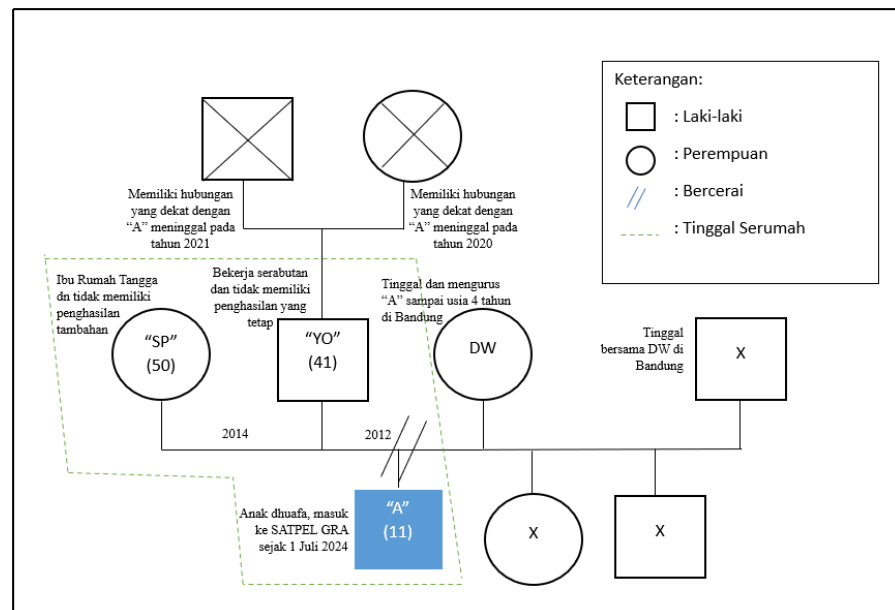 Keterangan:
: Laki-laki
: Perempuan
: Bercerai
: Tinggal Serumah
Memiliki hubungan
yang dekat dengan
“A” meninggal pada
tahun 2021
Memiliki hubungan
yang dekat dengan
“A” meninggal pada
tahun 2020
Ibu Rumah Tangga
dn tidak memiliki
penghasilan
tambahan
Bekerja serabutan
dan tidak memiliki
penghasilan yang
tetap
Tinggal dan mengurus
“A” sampai usia 4 tahun
di Bandung
Tinggal
bersama DW di
Bandung
“SP”
(50)
“YO”
(41)
DW
X
2014
2012
Anak dhuafa, masuk
ke SATPEL GRA
sejak 1 Juli 2024
“A”
(11)
X
X